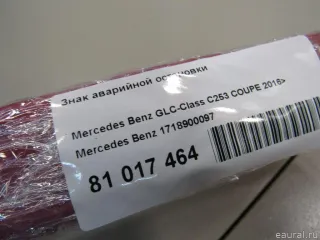 Знак аварийной остановки
Mercedes Benz GLC-Class C253 COUPE 2016>
Mercedes Benz 1718900097
81 017 464
eaural.ru